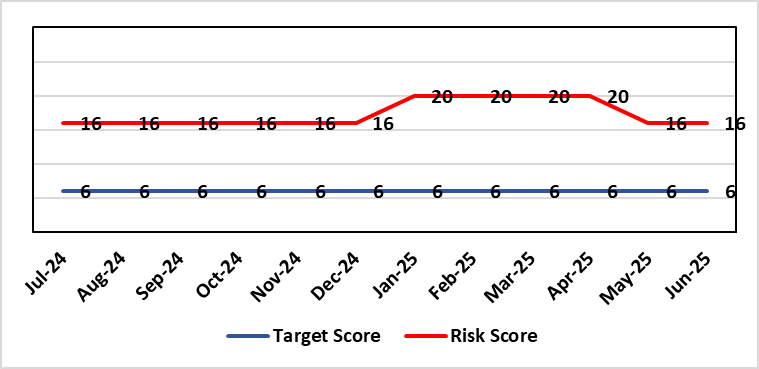 20 20 20 20
16 16 16 16 16 16 16 16
6 6 6 6 6 6 6 6 6 6 6 6
Jul-24 Aug-24 Sep-24 Oct-24 Nov-24 Dec-24 Jan-25 Feb-25 Mar-25 Apr-25 May-25 Jun-25
Target Score Risk Score